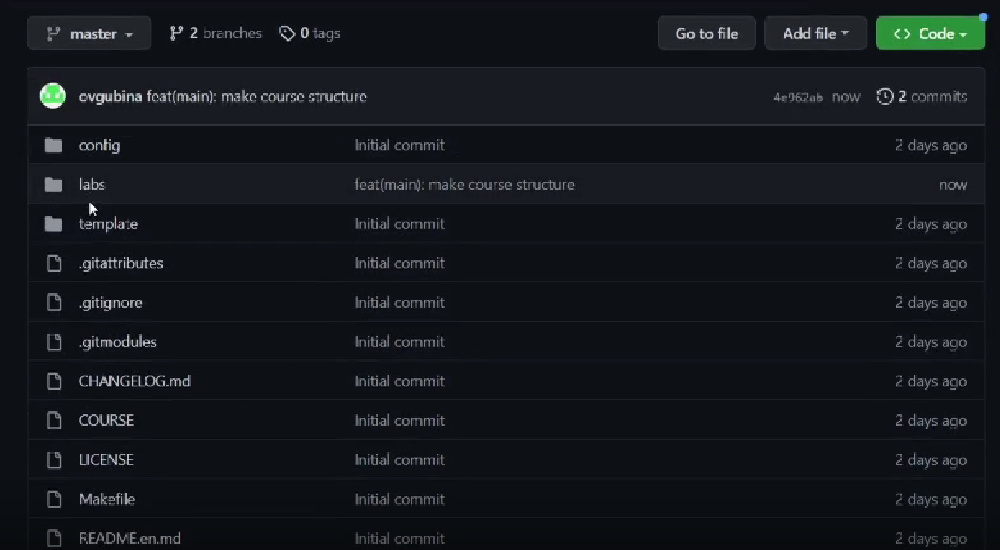 master 2 branches 0 tags Go to file Add file Code
ovgubina feat(main): make course structure 4e962ab now 2 commits
config Initial commit 2 days ago
labs feat(main): make course structure now
template Initial commit 2 days ago
.gitattributes Initial commit 2 days ago
.gitignore Initial commit 2 days ago
.gitmodules Initial commit 2 days ago
CHANGELOG.md Initial commit 2 days ago
COURSE Initial commit 2 days ago
LICENSE Initial commit 2 days ago
Makefile Initial commit 2 days ago
README.en.md Initial commit 2 days ago